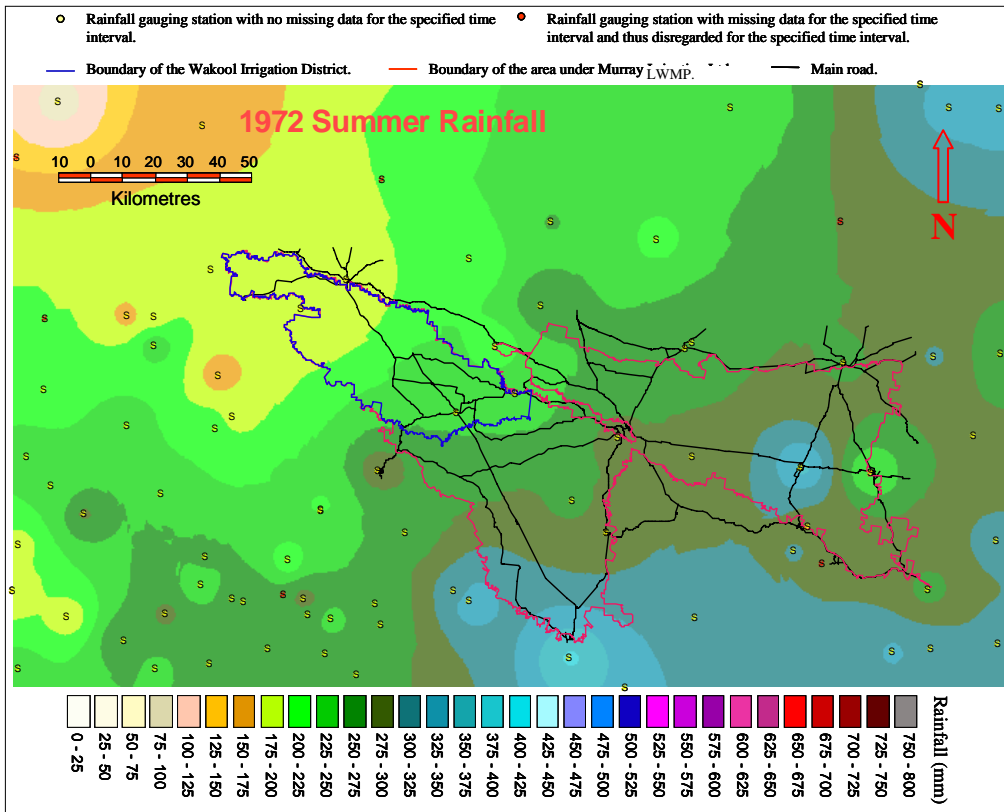 Rainfall gauging station with no missing data for the specified time
interval.
Rainfall gauging station with missing data for the specified time
interval and thus disregarded for the specified time interval.
Boundary of the Wakool Irrigation District.
Boundary of the area under Murray
LWMP.
Main road.
1972 Summer Rainfall
10 0 10 20 30 40 50
Kilometres
N
0 - 25
25 - 50
50 - 75
75 - 100
100 - 125
125 - 150
150 - 175
175 - 200
200 - 225
225 - 250
250 - 275
275 - 300
300 - 325
325 - 350
350 - 375
375 - 400
400 - 425
425 - 450
450 - 475
475 - 500
500 - 525
525 - 550
550 - 575
575 - 600
600 - 625
625 - 650
650 - 675
675 - 700
700 - 725
725 - 750
750 - 800
Rainfall (mm)